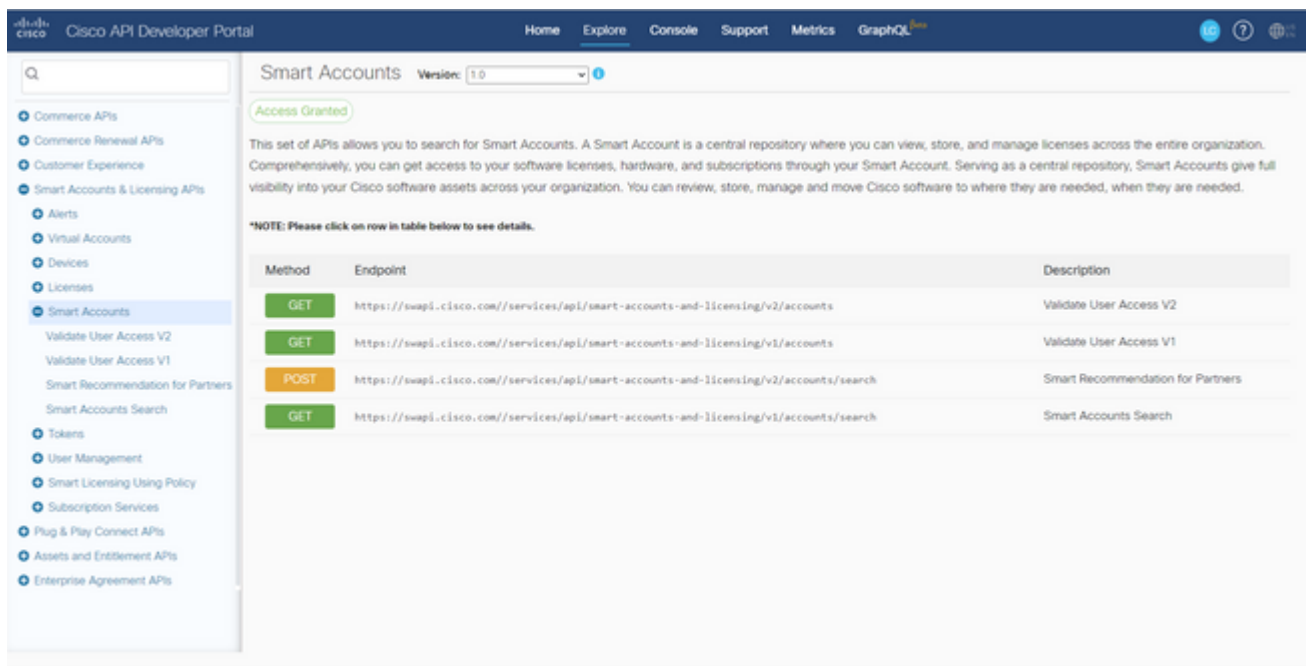 cisco Cisco API Developer Portal
Home Explore Console Support Metrics GraphQL Beta
LC ?
Smart Accounts Version: 1.0
Access Granted
This set of APIs allows you to search for Smart Accounts. A Smart Account is a central repository where you can view, store, and manage licenses across the entire organization.
Comprehensively, you can get access to your software licenses, hardware, and subscriptions through your Smart Account. Serving as a central repository, Smart Accounts give full
visibility into your Cisco software assets across your organization. You can review, store, manage and move Cisco software to where they are needed, when they are needed.
*NOTE: Please click on row in table below to see details.
Method Endpoint Description
GET https://swapi.cisco.com//services/api/smart-accounts-and-licensing/v2/accounts Validate User Access V2
GET https://swapi.cisco.com//services/api/smart-accounts-and-licensing/v1/accounts Validate User Access V1
POST https://swapi.cisco.com//services/api/smart-accounts-and-licensing/v2/accounts/search Smart Recommendation for Partners
GET https://swapi.cisco.com//services/api/smart-accounts-and-licensing/v1/accounts/search Smart Accounts Search
Commerce APIs
Commerce Renewal APIs
Customer Experience
Smart Accounts & Licensing APIs
Alerts
Virtual Accounts
Devices
Licenses
Smart Accounts
Validate User Access V2
Validate User Access V1
Smart Recommendation for Partners
Smart Accounts Search
Tokens
User Management
Smart Licensing Using Policy
Subscription Services
Plug & Play Connect APIs
Assets and Entitlement APIs
Enterprise Agreement APIs